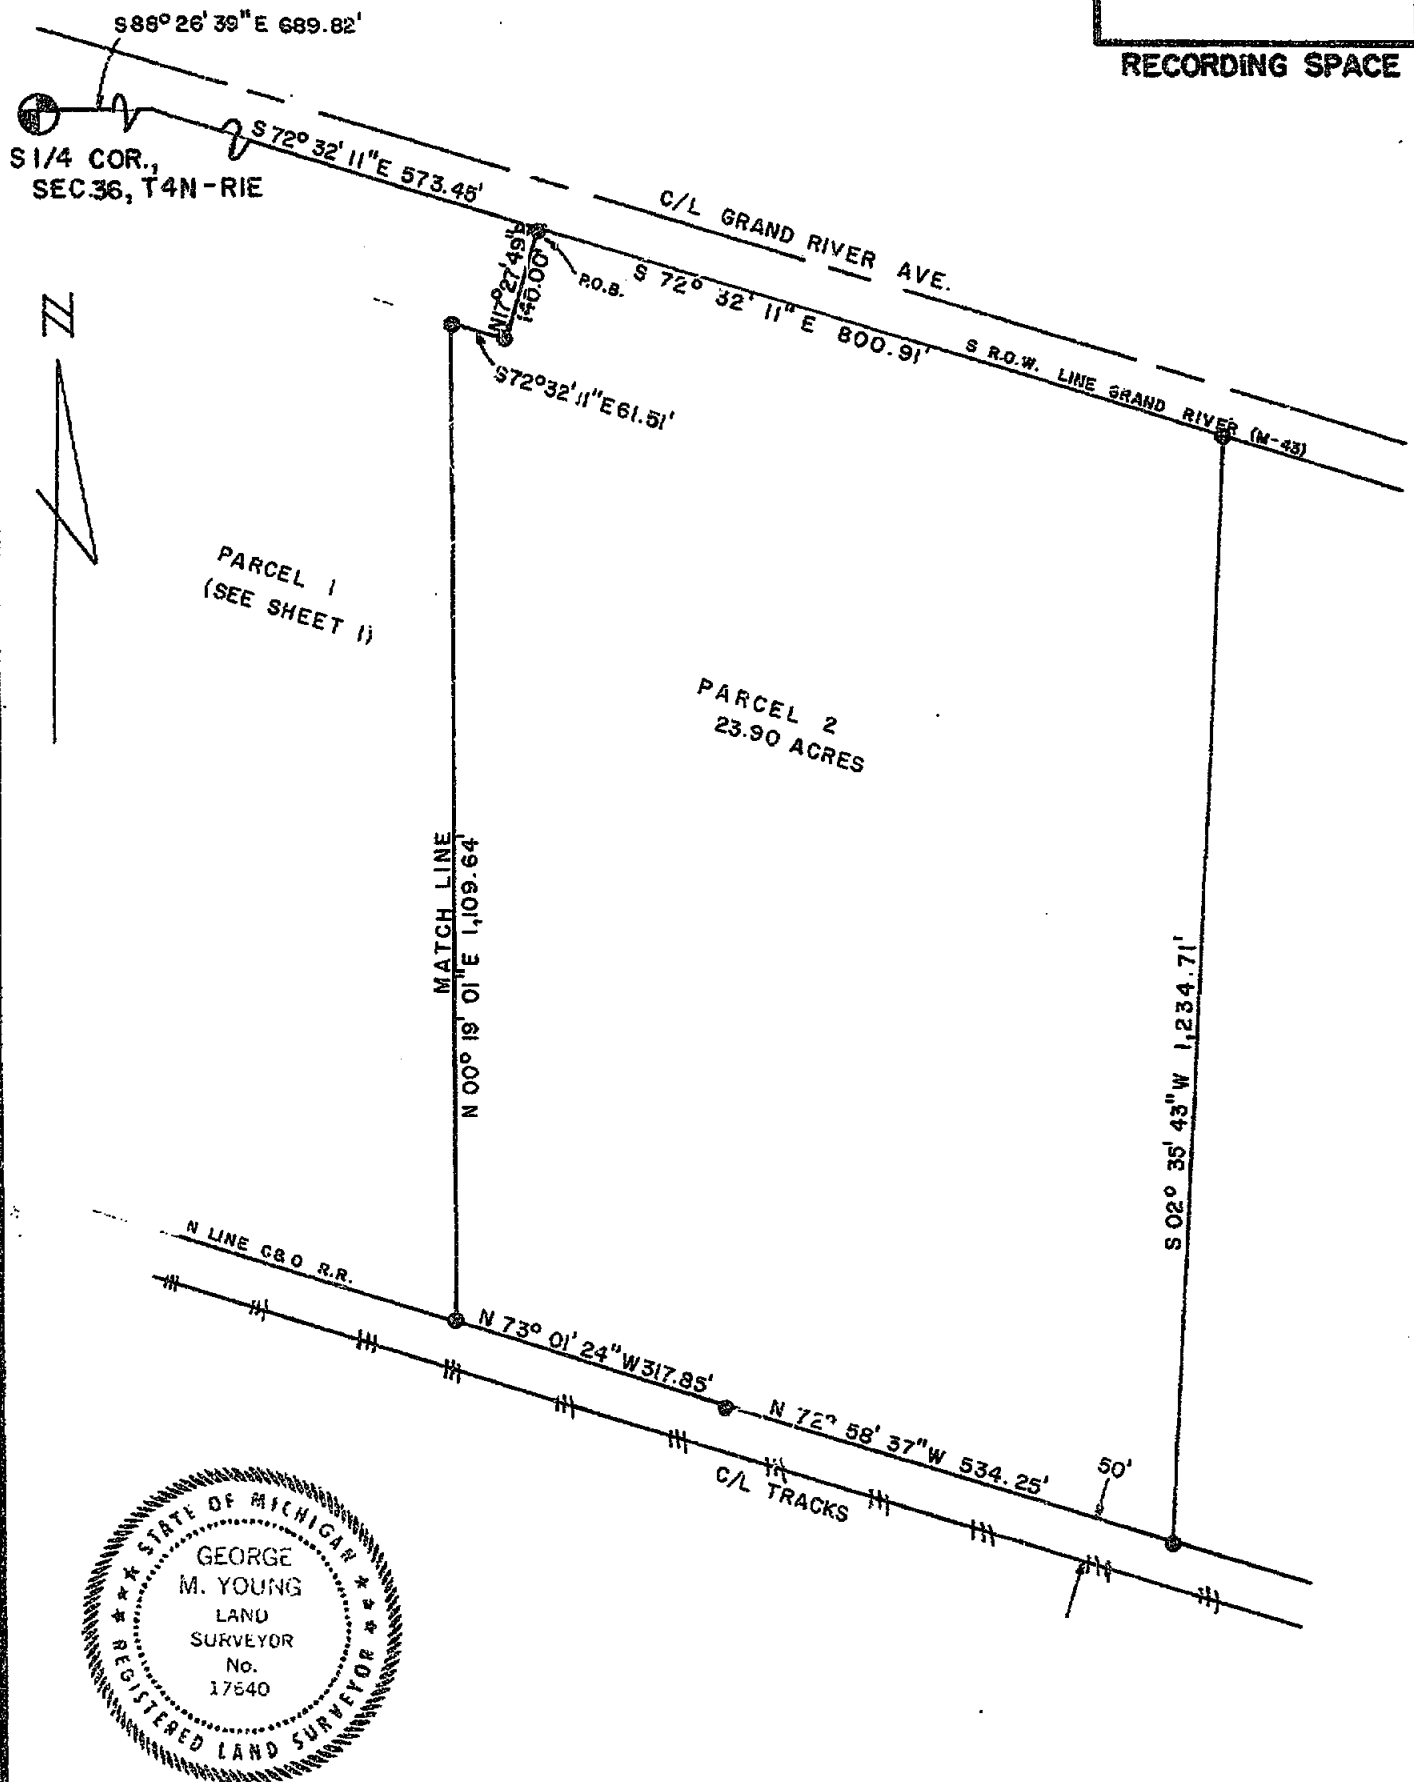 S88° 26' 39" E 689.82'
RECORDING SPACE
S 1/4 COR.,
SEC.36, T4N-R1E
S 72° 32' 11" E 573.45'
C/L GRAND RIVER AVE.
N17° 27' 49"E
140.00'
P.O.B.
S 72° 32' 11" E 800.91'
S R.O.W. LINE GRAND RIVER (M-43)
S72° 32' 11" E 61.51'
N
PARCEL 1
(SEE SHEET 1)
PARCEL 2
23.90 ACRES
MATCH LINE
N 00° 19' 01" E 1,109.64'
S 02° 35' 43" W 1,234.71'
N LINE C&O R.R.
N 73° 01' 24" W 317.85'
N 72° 58' 37" W 534.25'
50'
C/L TRACKS
STATE OF MICHIGAN
GEORGE
M. YOUNG
LAND
SURVEYOR
No.
17640
REGISTERED LAND SURVEYOR